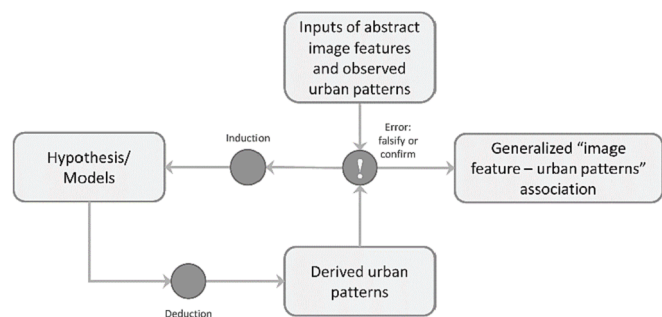 Inputs of abstract
image features
and observed
urban patterns
Induction
Error:
falsify or
confirm
Hypothesis/
Models
!
Generalized “image
feature – urban patterns”
association
Derived urban
patterns
Deduction